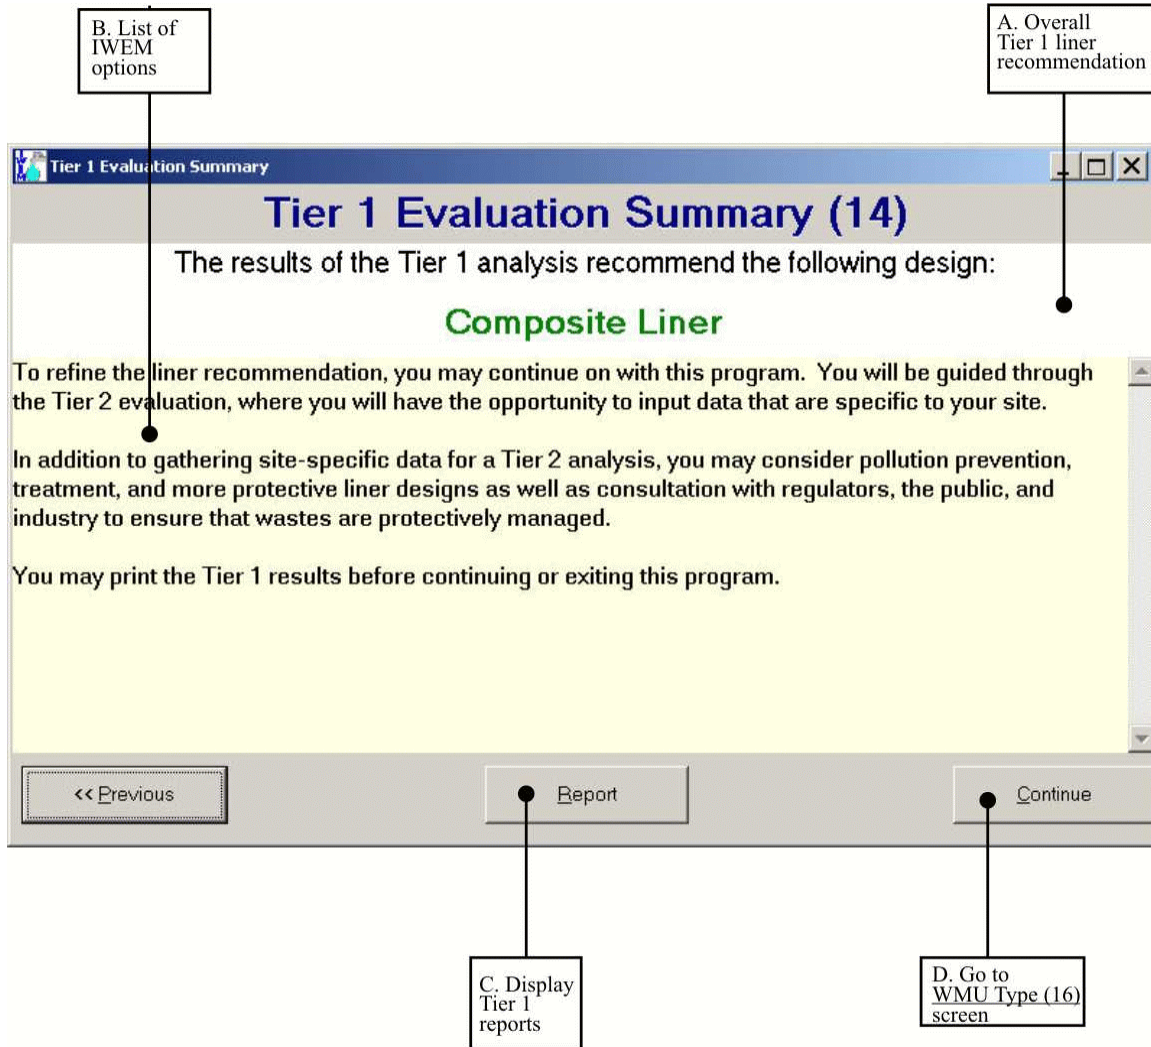 B. List of
IWEM
options
A. Overall
Tier 1 liner
recommendation
Tier 1 Evaluation Summary
Tier 1 Evaluation Summary (14)
The results of the Tier 1 analysis recommend the following design:
Composite Liner
To refine the liner recommendation, you may continue on with this program. You will be guided through
the Tier 2 evaluation, where you will have the opportunity to input data that are specific to your site.
In addition to gathering site-specific data for a Tier 2 analysis, you may consider pollution prevention,
treatment, and more protective liner designs as well as consultation with regulators, the public, and
industry to ensure that wastes are protectively managed.
You may print the Tier 1 results before continuing or exiting this program.
<< Previous
Report
Continue
C. Display
Tier 1
reports
D. Go to
WMU Type (16)
screen